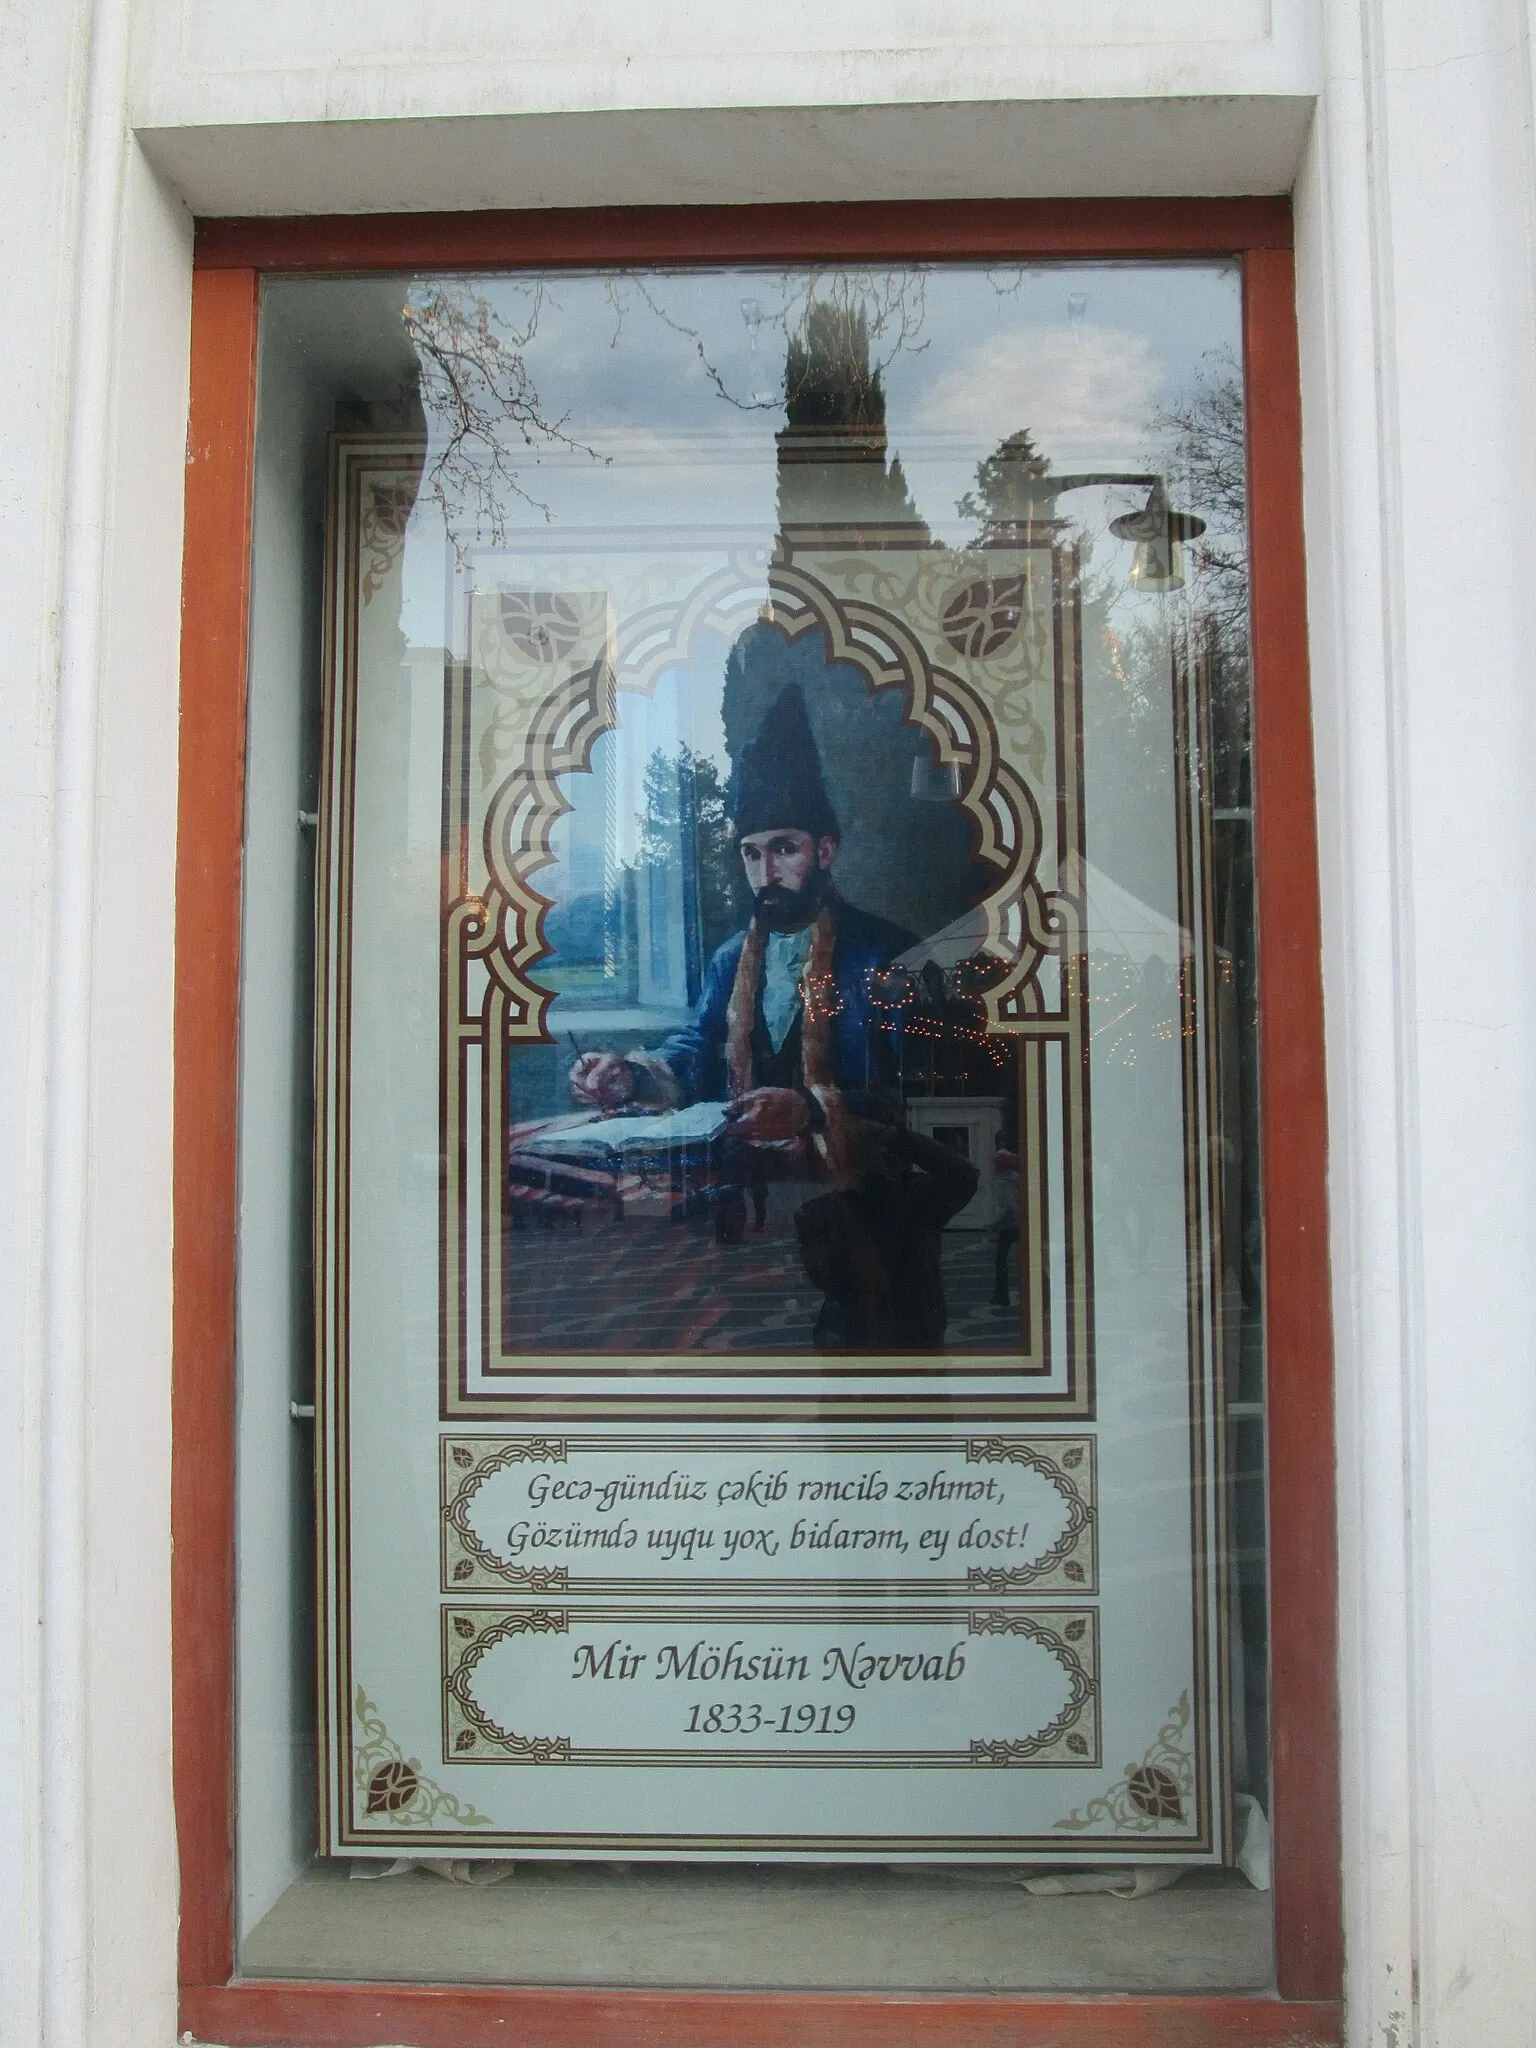 Gecə-gündüz çəkib rəncilə zəhmət,
Gözümdə uyqu yox, bidarəm, ey dost!
Mir Möhsün Nəvvab
1833-1919